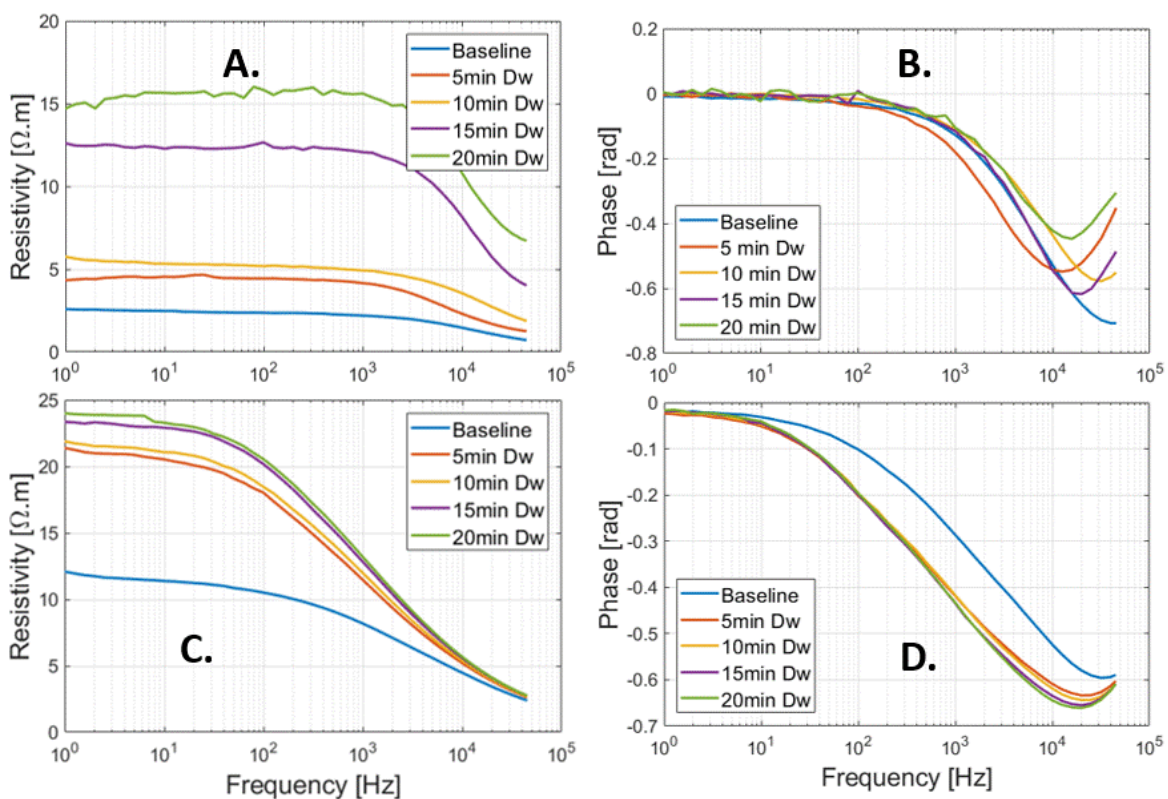 A.
Resistivity [Ω.m]
20
15
10
5
0
10^0 10^1 10^2 10^3 10^4 10^5
Baseline
5min Dw
10min Dw
15min Dw
20min Dw
B.
Phase [rad]
0.2
0
-0.2
-0.4
-0.6
-0.8
10^0 10^1 10^2 10^3 10^4 10^5
Baseline
5 min Dw
10 min Dw
15 min Dw
20 min Dw
C.
Resistivity [Ω.m]
25
20
15
10
5
0
10^0 10^1 10^2 10^3 10^4 10^5
Frequency [Hz]
Baseline
5min Dw
10min Dw
15min Dw
20min Dw
D.
Phase [rad]
0
-0.1
-0.2
-0.3
-0.4
-0.5
-0.6
-0.7
10^0 10^1 10^2 10^3 10^4 10^5
Frequency [Hz]
Baseline
5min Dw
10min Dw
15min Dw
20min Dw